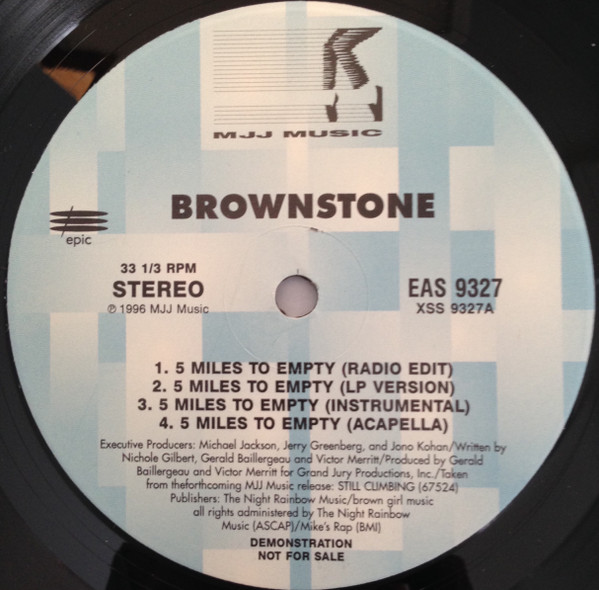 MJJ MUSIC
BROWNSTONE
epic
33 1/3 RPM
STEREO
℗ 1996 MJJ Music
EAS 9327
XSS 9327A
1. 5 MILES TO EMPTY (RADIO EDIT)
2. 5 MILES TO EMPTY (LP VERSION)
3. 5 MILES TO EMPTY (INSTRUMENTAL)
4. 5 MILES TO EMPTY (ACAPELLA)
Executive Producers: Michael Jackson, Jerry Greenberg, and Jono Kohan/Written by
Nichole Gilbert, Gerald Baillergeau and Victor Merritt/Produced by Gerald
Baillergeau and Victor Merritt for Grand Jury Productions, Inc./Taken
from theforthcoming MJJ Music release: STILL CLIMBING (67524)
Publishers: The Night Rainbow Music/brown girl music
all rights administered by The Night Rainbow
Music (ASCAP)/Mike's Rap (BMI)
DEMONSTRATION
NOT FOR SALE